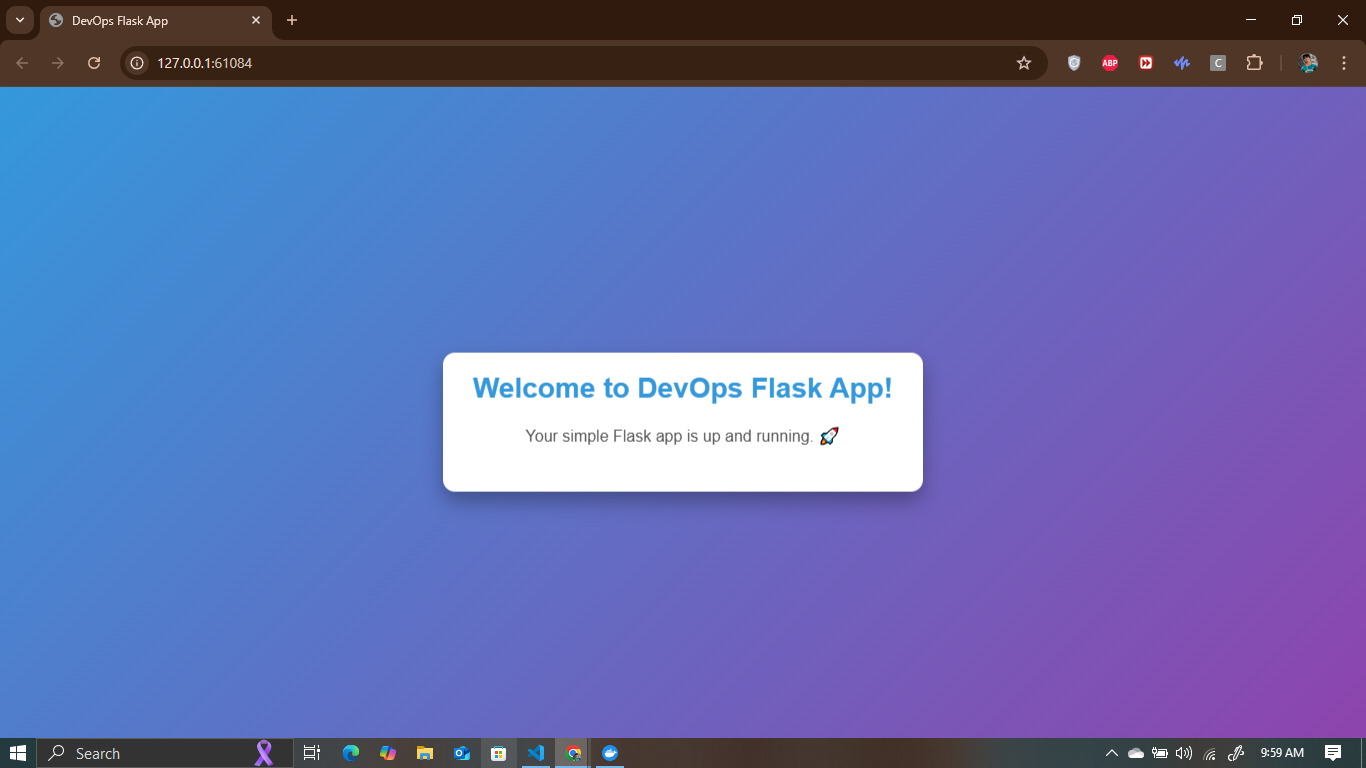 DevOps Flask App
127.0.0.1:61084
ABP
C
Welcome to DevOps Flask App!
Your simple Flask app is up and running. 🚀
Search
9:59 AM